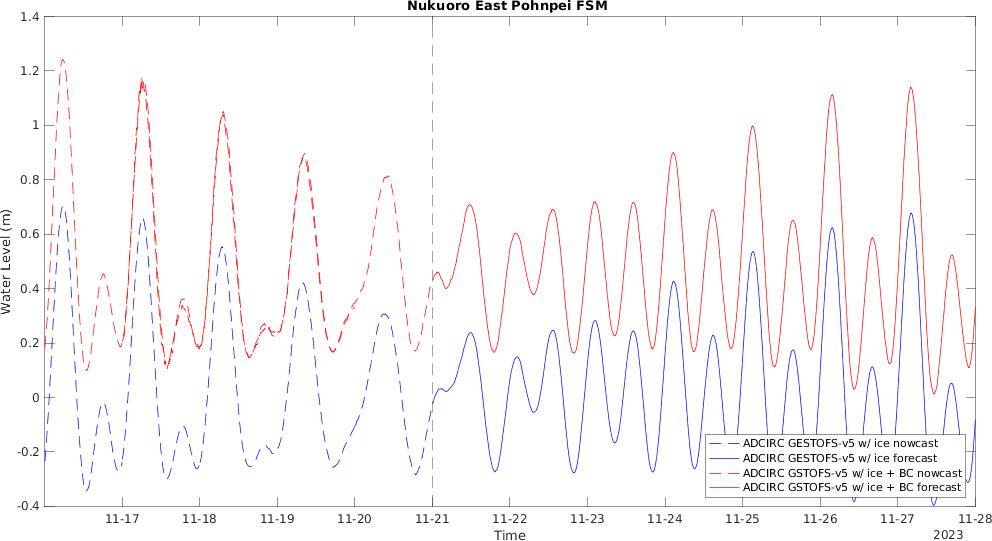 Nukuoro East Pohnpei FSM
1.4
1.2
1
0.8
0.6
0.4
0.2
0
-0.2
-0.4
Water Level (m)
ADCIRC GESTOFS-v5 w/ ice nowcast
ADCIRC GESTOFS-v5 w/ ice forecast
ADCIRC GSTOFS-v5 w/ ice + BC nowcast
ADCIRC GSTOFS-v5 w/ ice + BC forecast
11-17 11-18 11-19 11-20 11-21 11-22 11-23 11-24 11-25 11-26 11-27 11-28
Time
2023